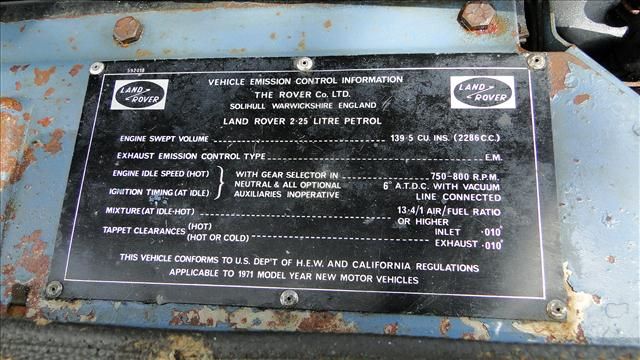 592018
VEHICLE EMISSION CONTROL INFORMATION
THE ROVER Co. LTD.
SOLIHULL WARWICKSHIRE ENGLAND
LAND ROVER
LAND ROVER
LAND ROVER 2·25 LITRE PETROL
ENGINE SWEPT VOLUME 139·5 CU. INS. (2286 C.C.)
EXHAUST EMISSION CONTROL TYPE E.M.
ENGINE IDLE SPEED (HOT) WITH GEAR SELECTOR IN 750-800 R.P.M.
NEUTRAL & ALL OPTIONAL 6° A.T.D.C. WITH VACUUM
IGNITION TIMING (AT IDLE) AUXILIARIES INOPERATIVE LINE CONNECTED
MIXTURE (AT IDLE-HOT) 13·4/1 AIR/FUEL RATIO
OR HIGHER
TAPPET CLEARANCES (HOT) INLET ·010"
(HOT OR COLD) EXHAUST ·010"
THIS VEHICLE CONFORMS TO U.S. DEP'T OF H.E.W. AND CALIFORNIA REGULATIONS
APPLICABLE TO 1971 MODEL YEAR NEW MOTOR VEHICLES